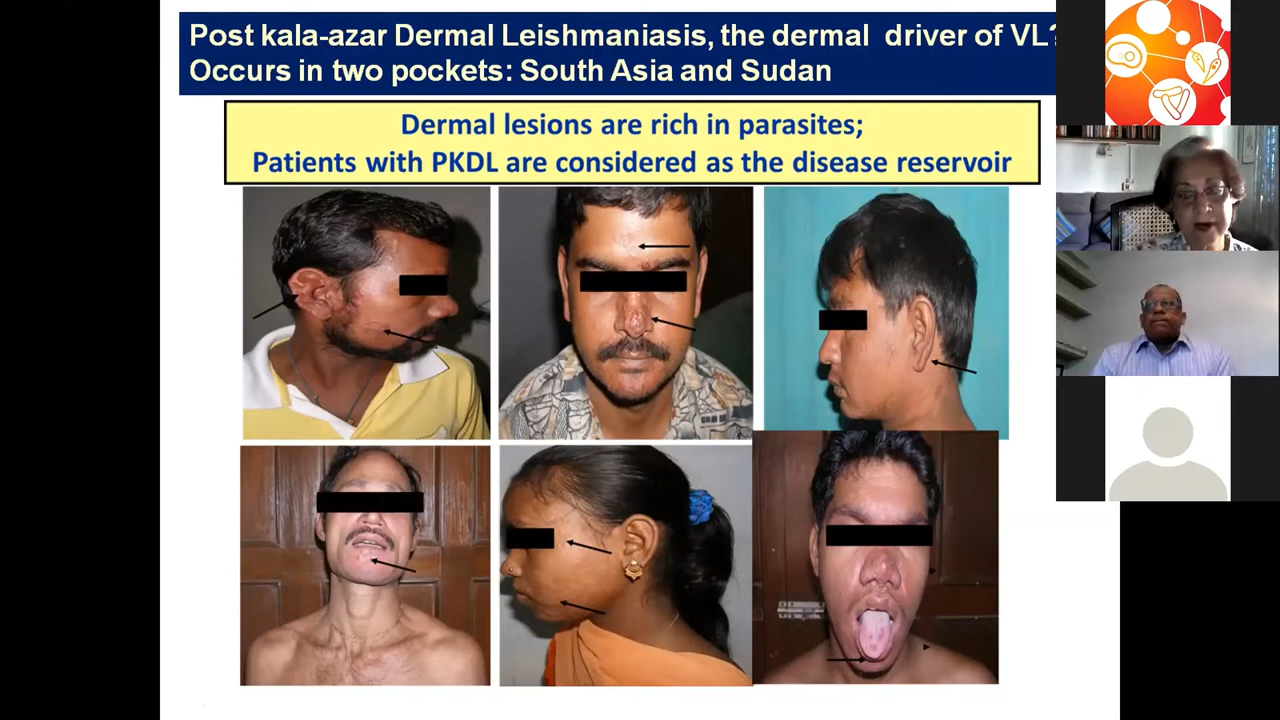 Post kala-azar Dermal Leishmaniasis, the dermal driver of VL?
Occurs in two pockets: South Asia and Sudan
Dermal lesions are rich in parasites;
Patients with PKDL are considered as the disease reservoir